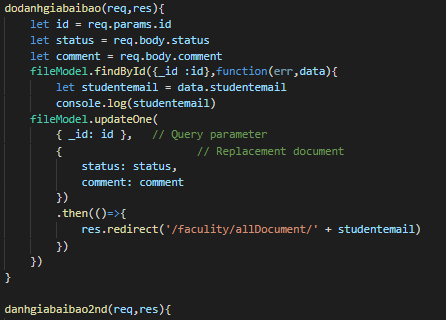 dodanhgiabaibao(req,res){
let id = req.params.id
let status = req.body.status
let comment = req.body.comment
fileModel.findById({_id :id},function(err,data){
let studentemail = data.studentemail
console.log(studentemail)
fileModel.updateOne(
{ _id: id },   // Query parameter
{                     // Replacement document
status: status,
comment: comment
})
.then(()=>{
res.redirect('/faculity/allDocument/' + studentemail)
})
})
}
danhgiabaibao2nd(req,res){